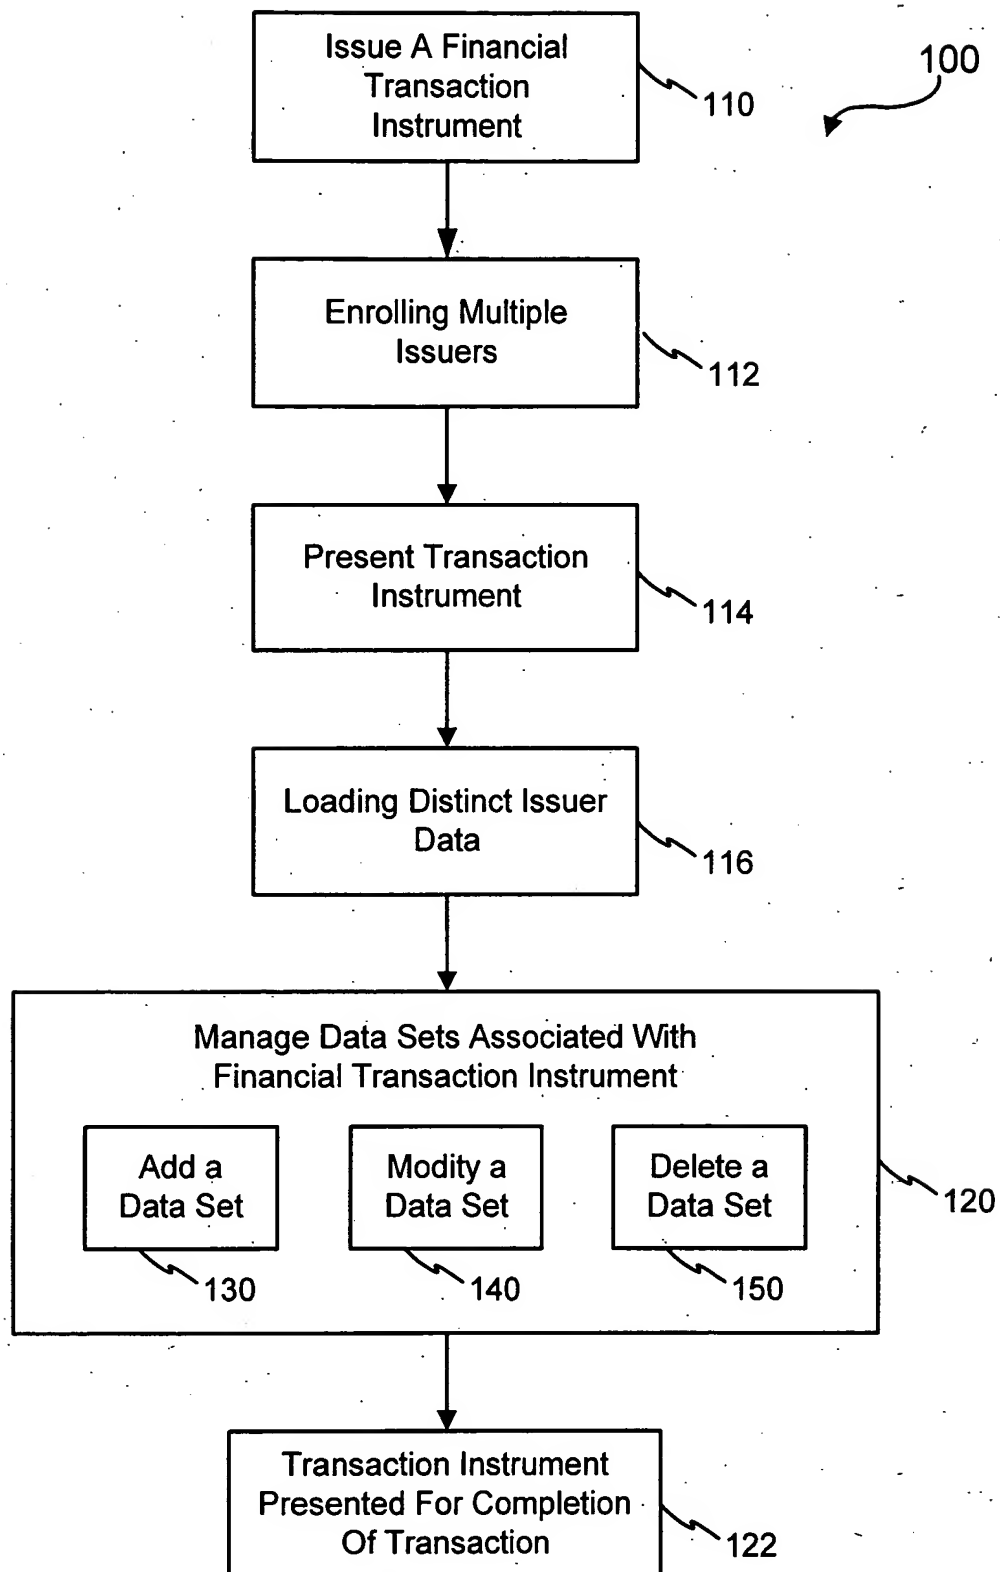 Issue A Financial
Transaction
Instrument
110
100
Enrolling Multiple
Issuers
112
Present Transaction
Instrument
114
Loading Distinct Issuer
Data
116
Manage Data Sets Associated With
Financial Transaction Instrument
Add a
Data Set
130
Modity a
Data Set
140
Delete a
Data Set
150
120
Transaction Instrument
Presented For Completion
Of Transaction
122